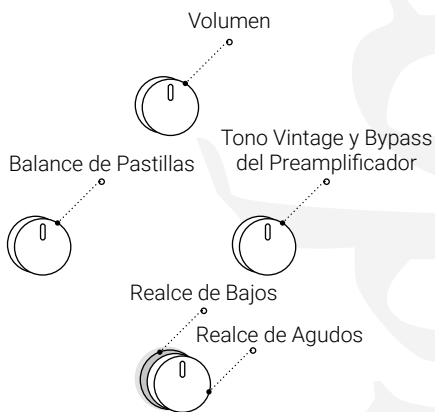 Volumen
Tono Vintage y Bypass
del Preamplificador
Balance de Pastillas
Realce de Bajos
Realce de Agudos